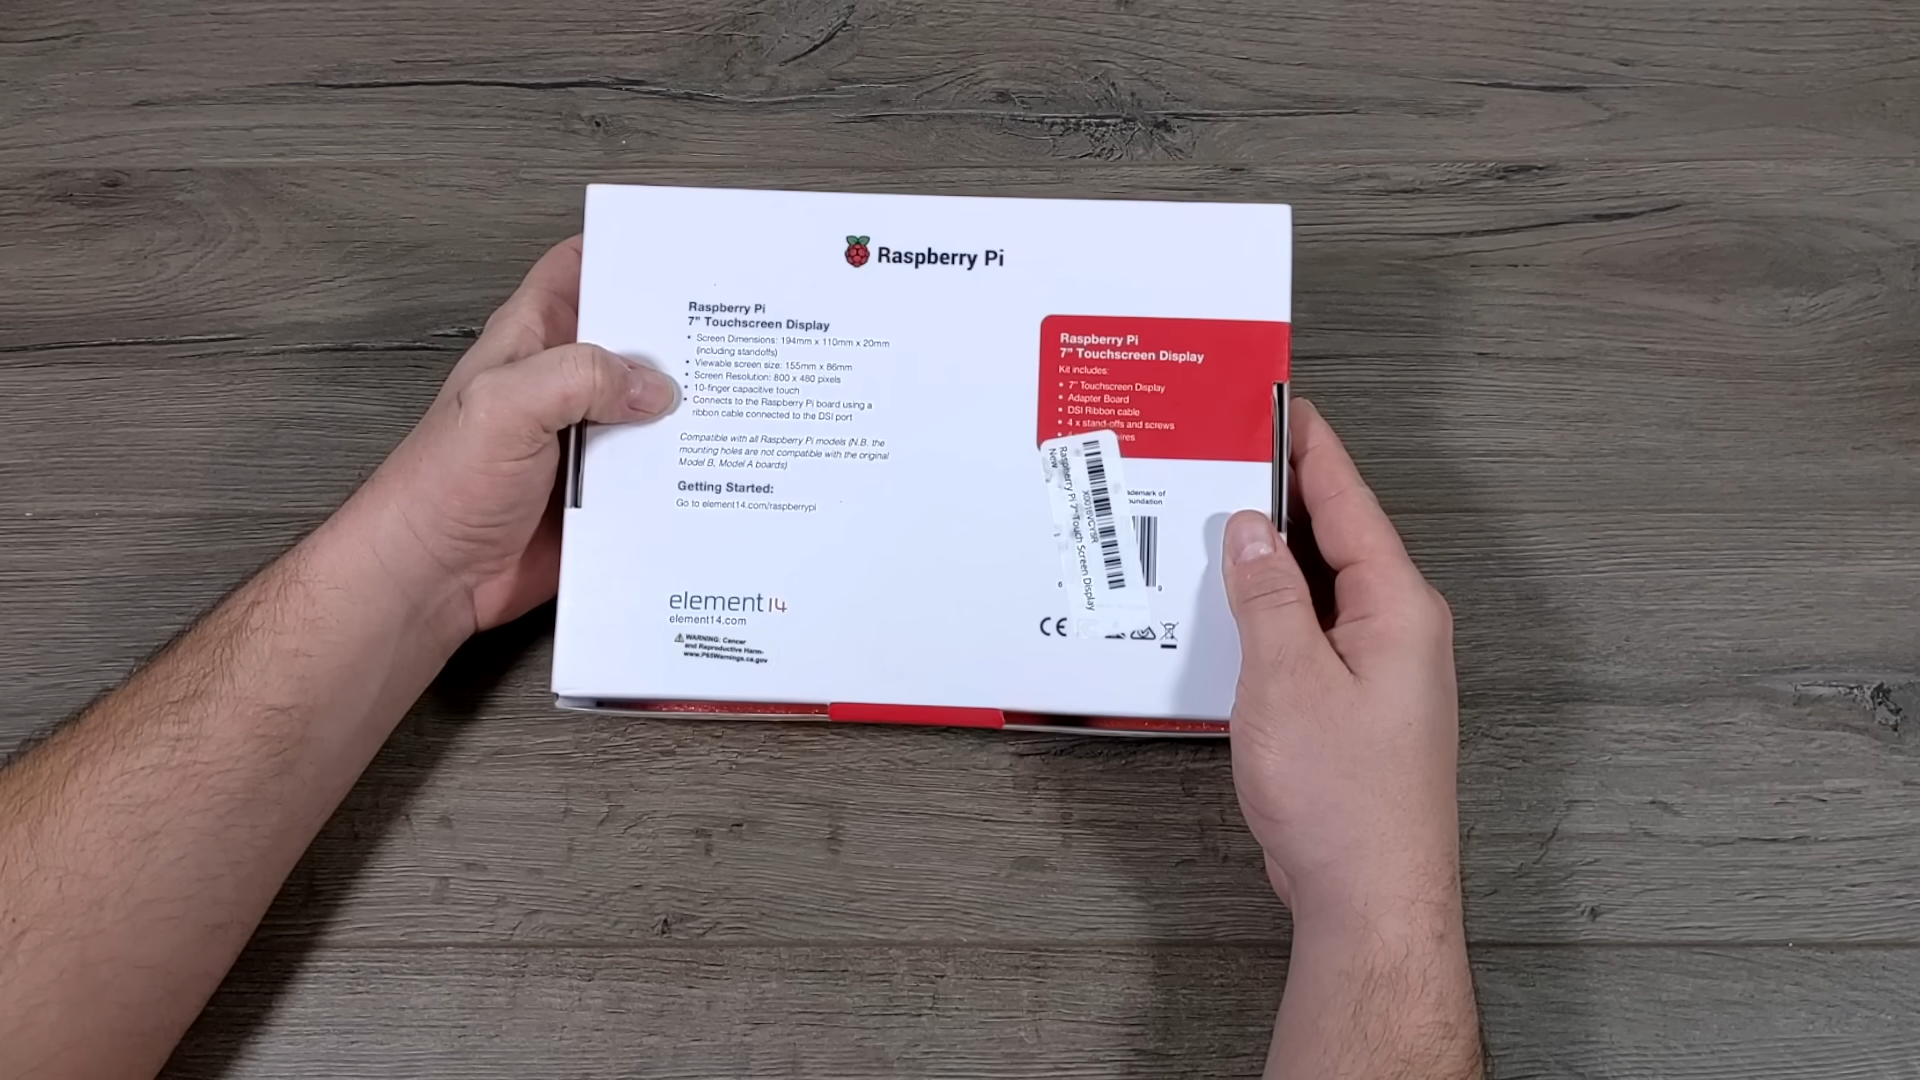 Raspberry Pi
Raspberry Pi
7" Touchscreen Display
• Screen Dimensions: 194mm x 110mm x 20mm
(including standoffs)
• Viewable screen size: 155mm x 86mm
• Screen Resolution: 800 x 480 pixels
• 10-finger capacitive touch
• Connects to the Raspberry Pi board using a
ribbon cable connected to the DSI port
Compatible with all Raspberry Pi models (N.B. the
mounting holes are not compatible with the original
Model B, Model A boards)
Getting Started:
Go to element14.com/raspberrypi
element14
element14.com
WARNING: Cancer
and Reproductive Harm-
www.P65Warnings.ca.gov
Raspberry Pi
7" Touchscreen Display
Kit includes:
• 7" Touchscreen Display
• Adapter Board
• DSI Ribbon cable
• 4 x stand-offs and screws
Raspberry Pi 7" Touch Screen Display
New
6 9
CE